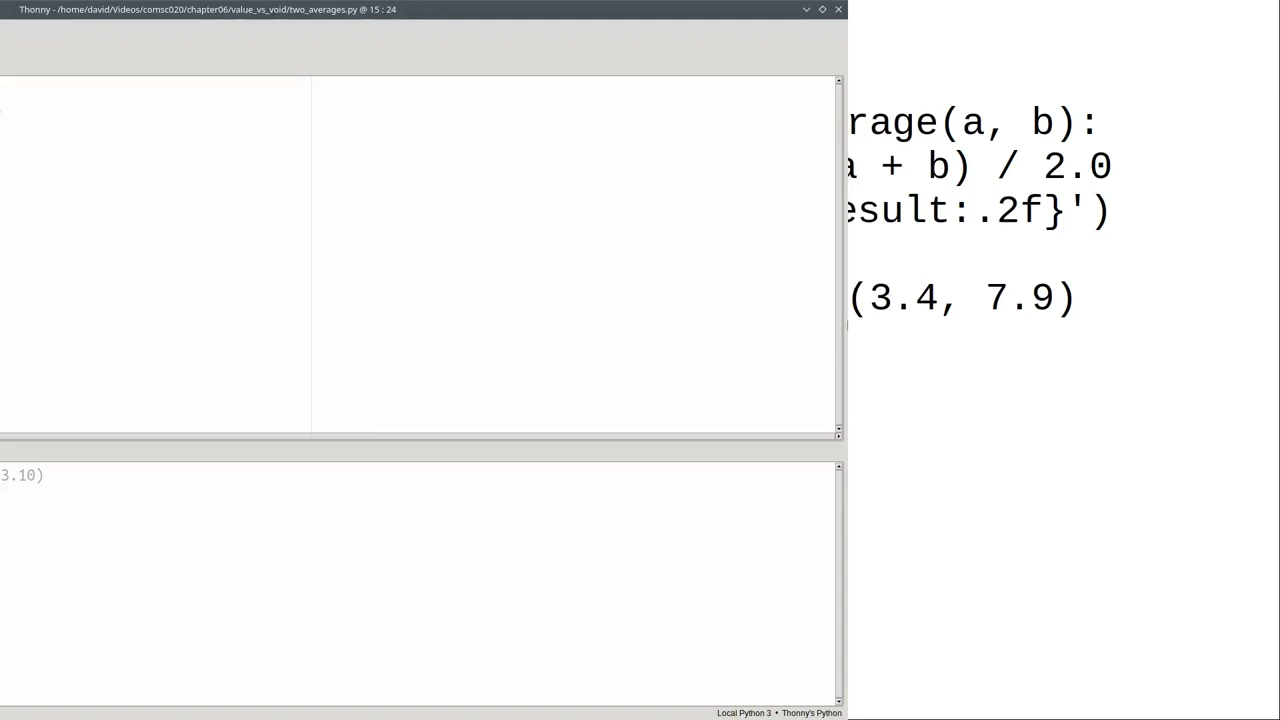 Thonny - /home/david/Videos/comsc020/chapter06/value_vs_void/two_averages.py @ 15 : 24
rage(a, b):
a + b) / 2.0
esult:.2f}')
(3.4, 7.9)
3.10)
Local Python 3 • Thonny's Python